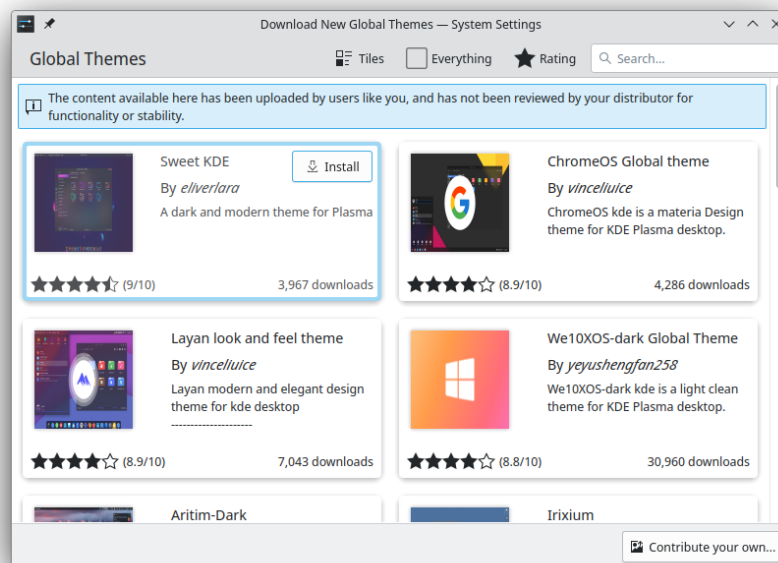 Download New Global Themes — System Settings
Global Themes
Tiles
Everything
Rating
Search...
The content available here has been uploaded by users like you, and has not been reviewed by your distributor for
functionality or stability.
Sweet KDE
Install
By eliverlara
A dark and modern theme for Plasma
(9/10)
3,967 downloads
ChromeOS Global theme
By vinceliuice
ChromeOS kde is a materia Design
theme for KDE Plasma desktop.
(8.9/10)
4,286 downloads
Layan look and feel theme
By vinceliuice
Layan modern and elegant design
theme for kde desktop
---------------------
(8.9/10)
7,043 downloads
We10XOS-dark Global Theme
By yeyushengfan258
We10XOS-dark kde is a light clean
theme for KDE Plasma desktop.
(8.8/10)
30,960 downloads
Aritim-Dark
Irixium
Contribute your own...